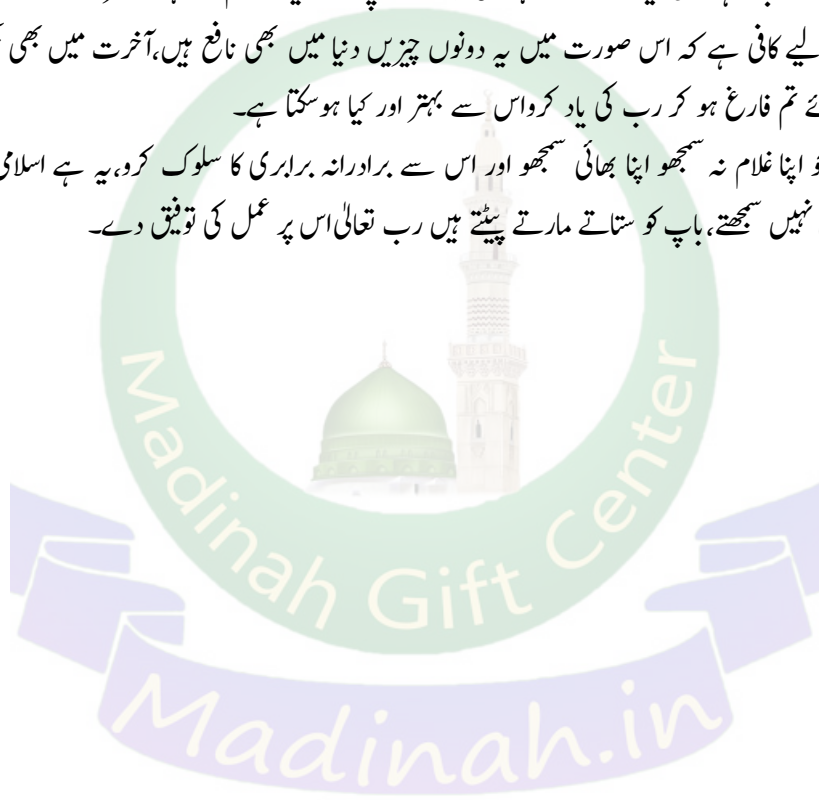 لیے کافی ہے کہ اس صورت میں یہ دونوں چیزیں دنیا میں بھی نافع ہیں،آخرت میں بھی
تم فارغ ہو کر رب کی یاد کرواس سے بہتر اور کیا ہوسکتا ہے۔
اپنا غلام نہ سمجھو اپنا بھائی سمجھو اور اس سے برادرانہ برابری کا سلوک کرو،یہ ہے اسلامی
نہیں سمجھتے،باپ کو ستاتے مارتے پیٹتے ہیں رب تعالیٰ اس پر عمل کی توفیق دے۔
Madinah Gift Center
Madinah.in